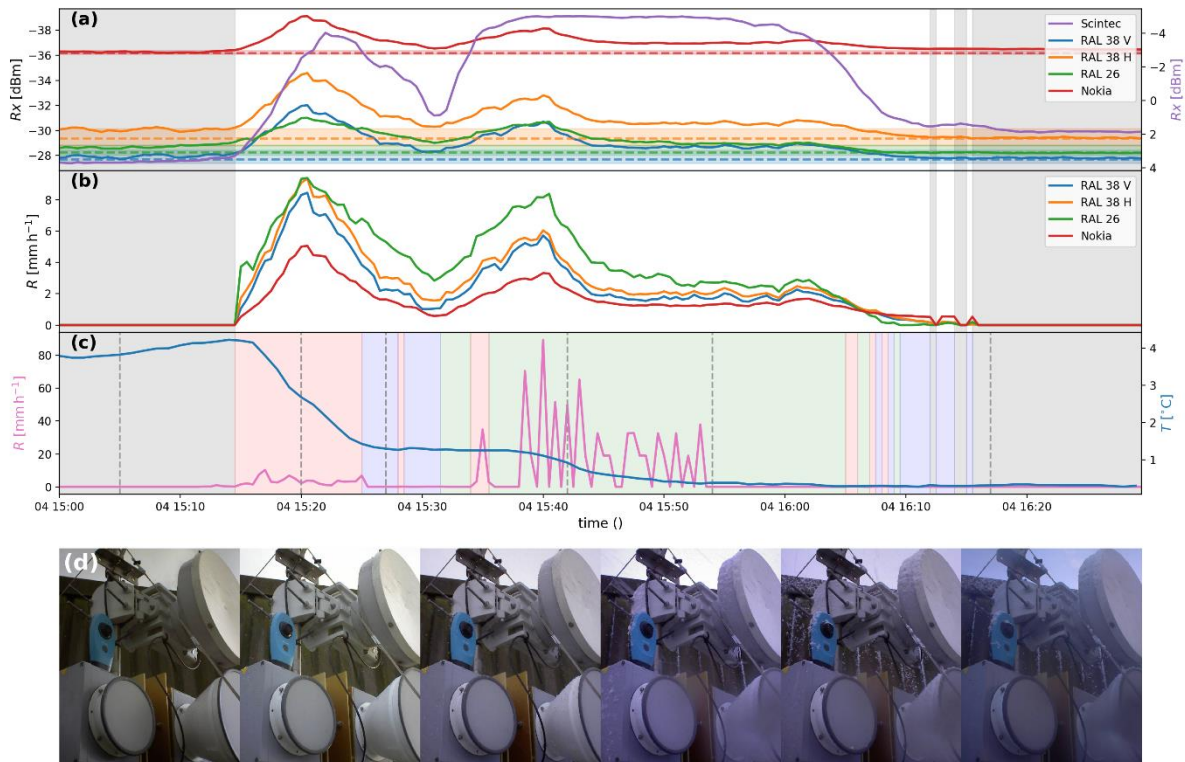 (a)
−38
−36
−34
−32
−30
−28
Rx [dBm]
Scintec
RAL 38 V
RAL 38 H
RAL 26
Nokia
−4
−2
0
2
4
Rx [dBm]
(b)
8
6
4
2
0
R [mm h⁻¹]
RAL 38 V
RAL 38 H
RAL 26
Nokia
(c)
80
60
40
20
0
R [mm h⁻¹]
4
3
2
1
T [°C]
04 15:00 04 15:10 04 15:20 04 15:30 04 15:40 04 15:50 04 16:00 04 16:10 04 16:20
time ()
(d)